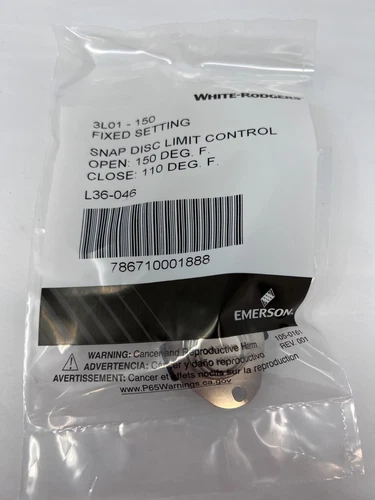 WHITE-RODGERS
3L01 - 150
FIXED SETTING
SNAP DISC LIMIT CONTROL
OPEN: 150 DEG. F.
CLOSE: 110 DEG. F.
L36-046
786710001888
EMERSON
105-0161
REV. 001
WARNING: Cancer and Reproductive Harm
ADVERTENCIA: Cáncer y daño reproductivo
AVERTISSEMENT: Cancer et effets nocifs sur la reproduction
www.P65Warnings.ca.gov